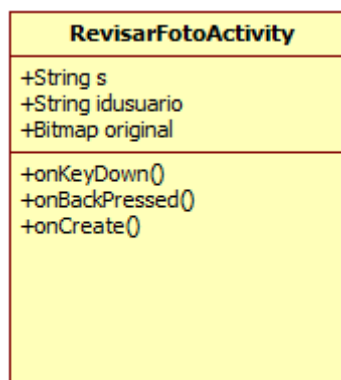 RevisarFotoActivity
+String s
+String idusuario
+Bitmap original
+onKeyDown()
+onBackPressed()
+onCreate()